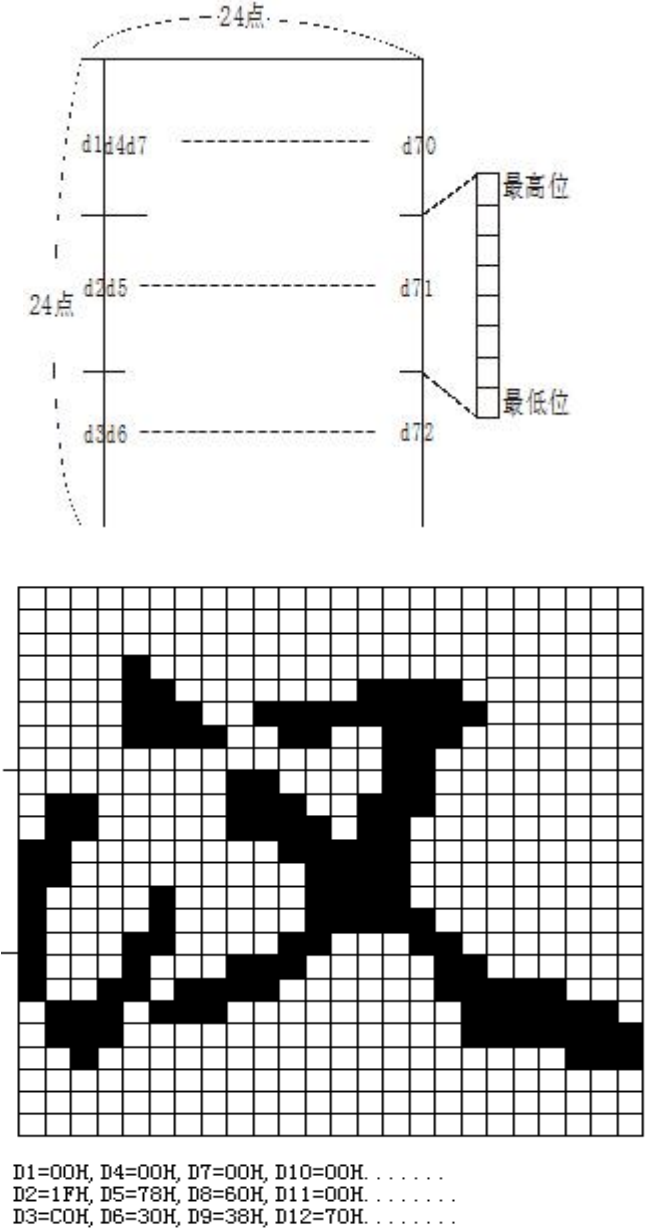 24点
d1d4d7 d70
最高位
d2d5 d71
24点
最低位
d3d6 d72
D1=00H, D4=00H, D7=00H, D10=00H.......
D2=1FH, D5=78H, D8=60H, D11=00H........
D3=C0H, D6=30H, D9=38H, D12=70H........